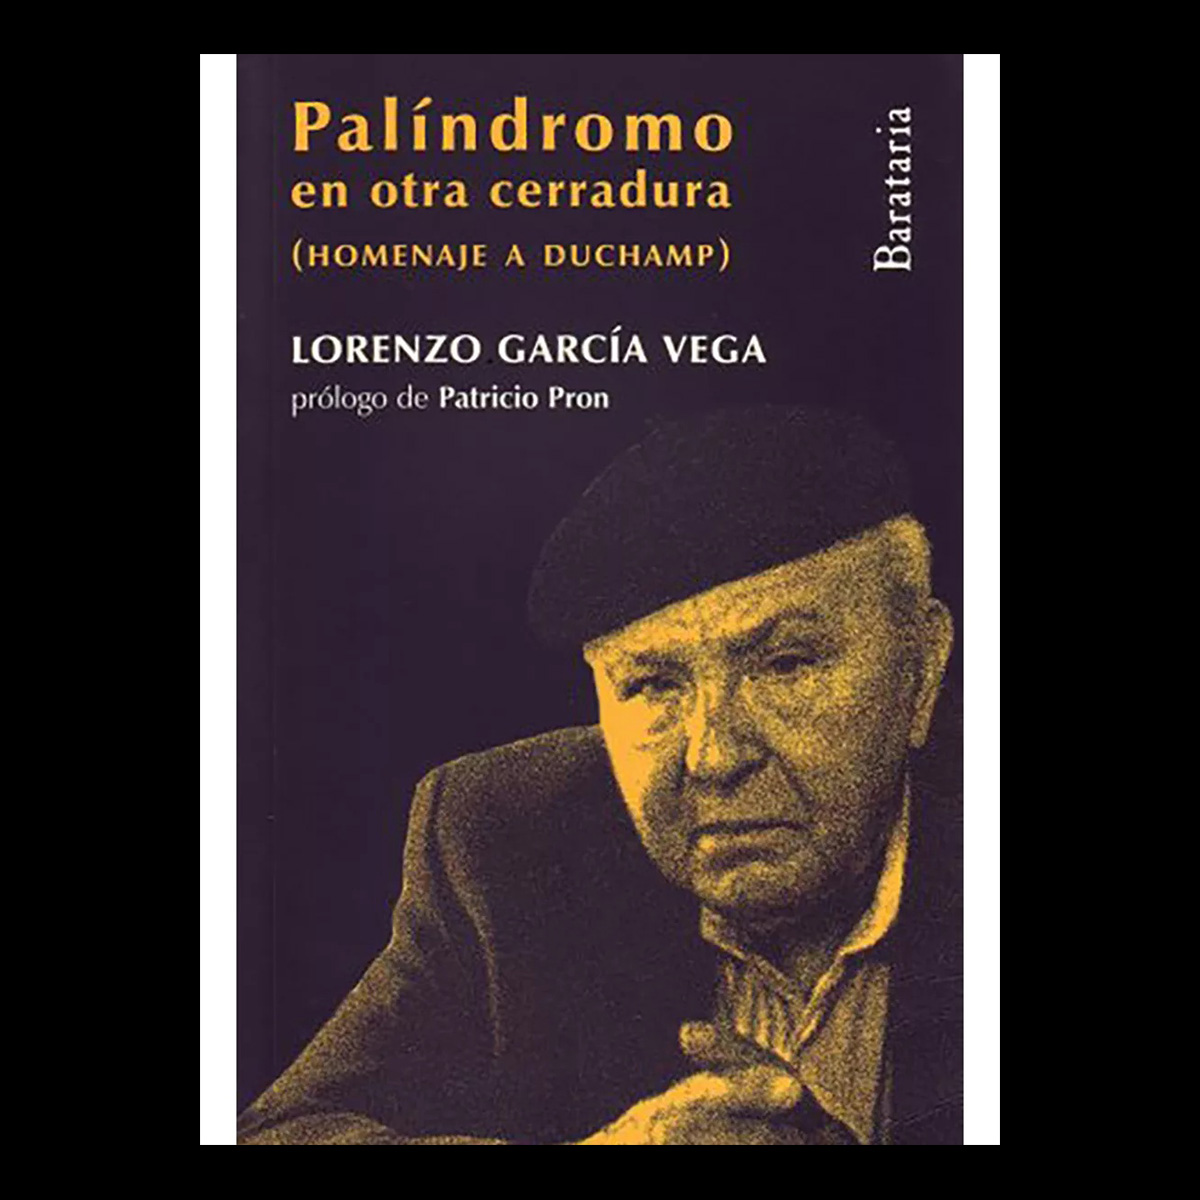 Palíndromo
en otra cerradura
(HOMENAJE A DUCHAMP)
Barataria
LORENZO GARCÍA VEGA
prólogo de Patricio Pron